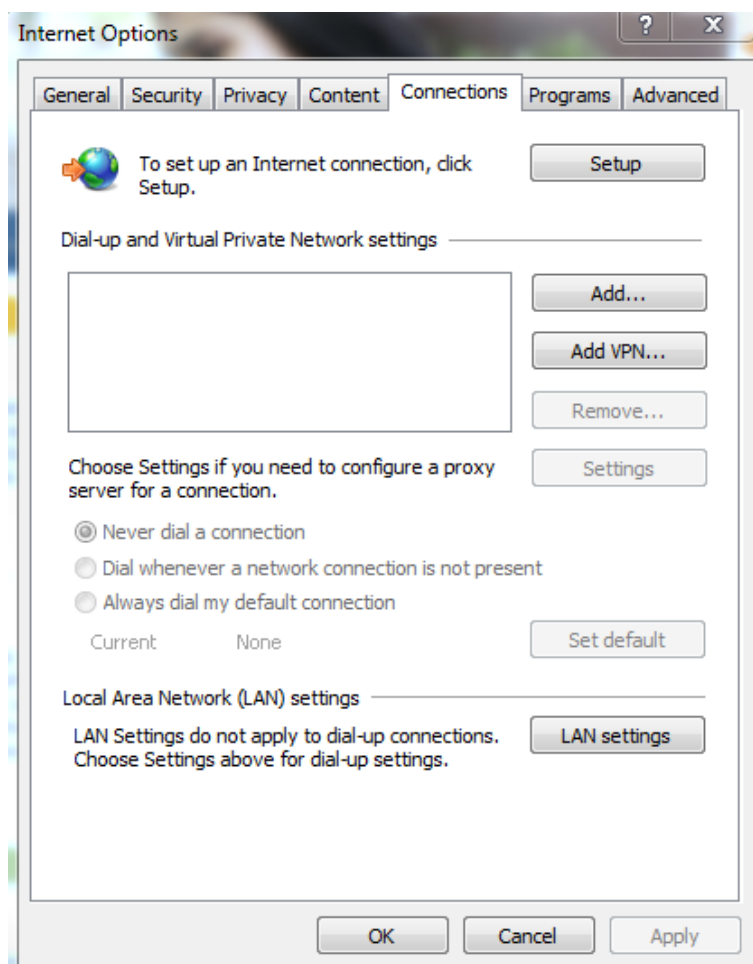 Internet Options
?
X
General Security Privacy Content Connections Programs Advanced
To set up an Internet connection, click
Setup.
Setup
Dial-up and Virtual Private Network settings
Add...
Add VPN...
Remove...
Choose Settings if you need to configure a proxy
server for a connection.
Settings
Never dial a connection
Dial whenever a network connection is not present
Always dial my default connection
Current None
Set default
Local Area Network (LAN) settings
LAN Settings do not apply to dial-up connections.
Choose Settings above for dial-up settings.
LAN settings
OK Cancel Apply